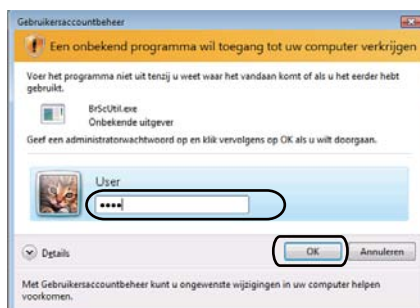 Gebruikersaccountbeheer
Een onbekend programma wil toegang tot uw computer verkrijgen
Voer het programma niet uit tenzij u weet waar het vandaan komt of als u het eerder hebt
gebruikt.
BrScUtil.exe
Onbekende uitgever
Geef een administratorwachtwoord op en klik vervolgens op OK als u wilt doorgaan.
User
••••
Details
OK
Annuleren
Met Gebruikersaccountbeheer kunt u ongewenste wijzigingen in uw computer helpen
voorkomen.